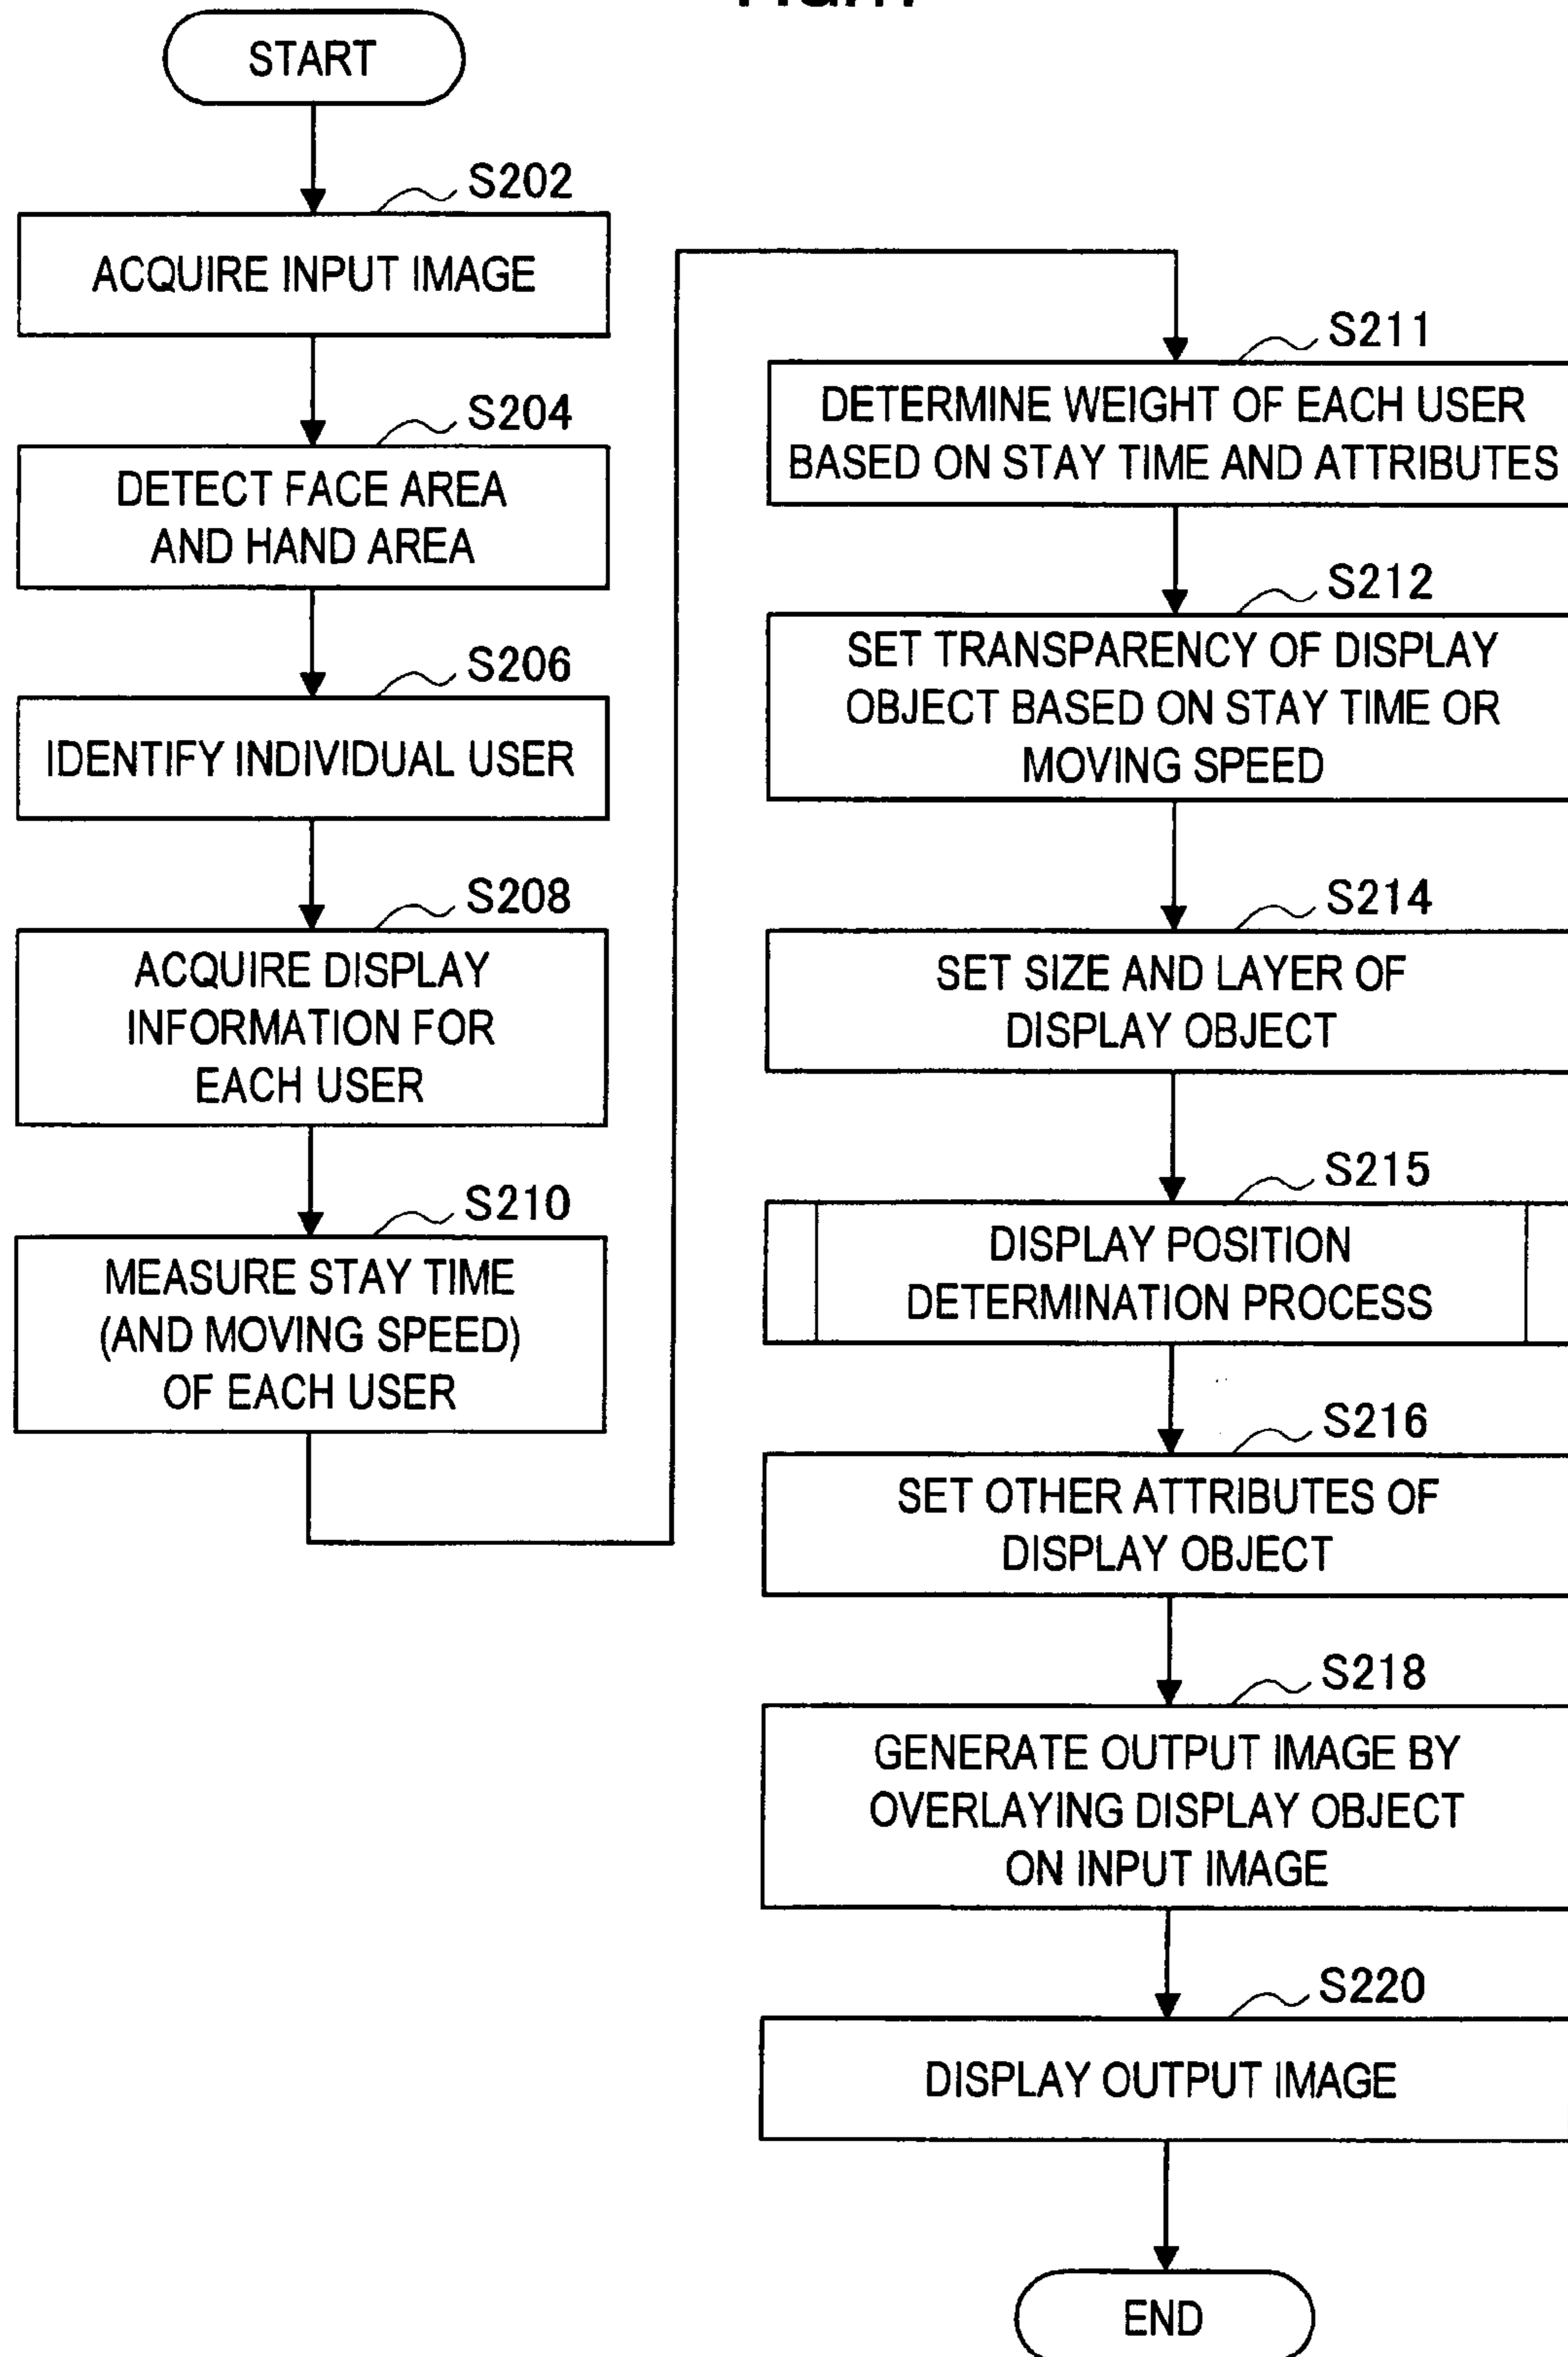 START
S202
ACQUIRE INPUT IMAGE
S204
DETECT FACE AREA
AND HAND AREA
S206
IDENTIFY INDIVIDUAL USER
S208
ACQUIRE DISPLAY
INFORMATION FOR
EACH USER
S210
MEASURE STAY TIME
(AND MOVING SPEED)
OF EACH USER
S211
DETERMINE WEIGHT OF EACH USER
BASED ON STAY TIME AND ATTRIBUTES
S212
SET TRANSPARENCY OF DISPLAY
OBJECT BASED ON STAY TIME OR
MOVING SPEED
S214
SET SIZE AND LAYER OF
DISPLAY OBJECT
S215
DISPLAY POSITION
DETERMINATION PROCESS
S216
SET OTHER ATTRIBUTES OF
DISPLAY OBJECT
S218
GENERATE OUTPUT IMAGE BY
OVERLAYING DISPLAY OBJECT
ON INPUT IMAGE
S220
DISPLAY OUTPUT IMAGE
END